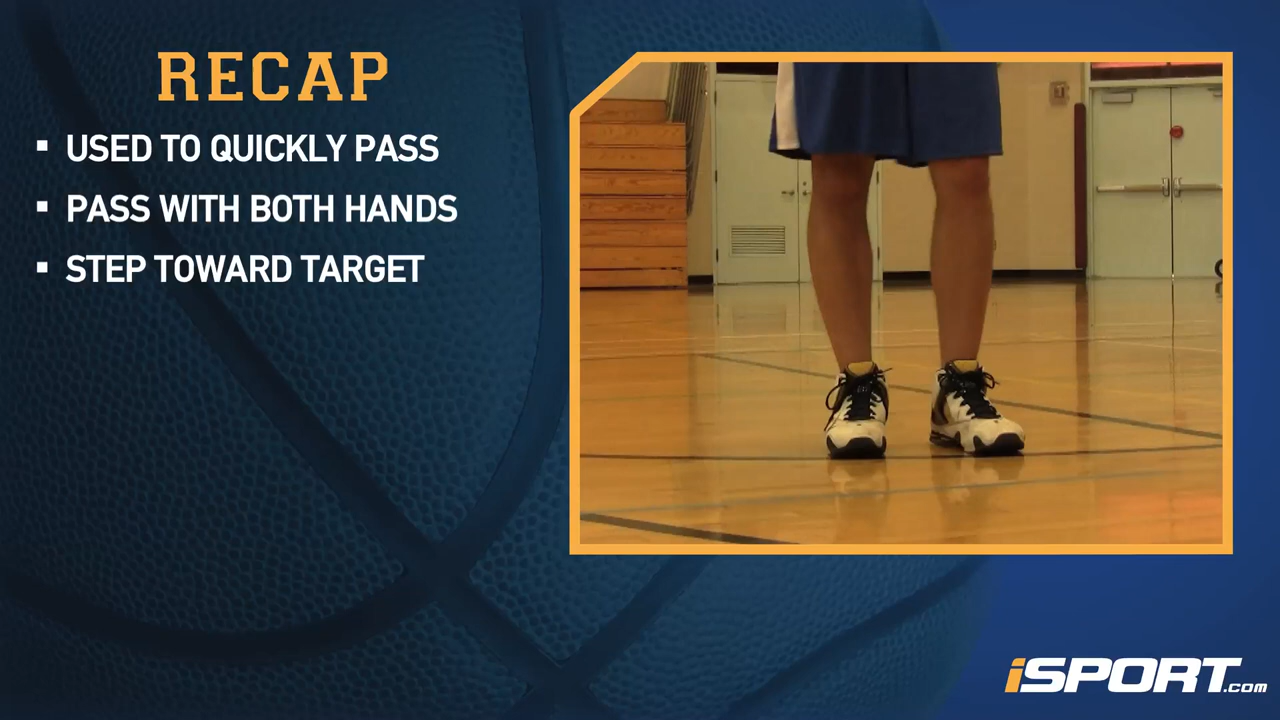 RECAP
▪ USED TO QUICKLY PASS
▪ PASS WITH BOTH HANDS
▪ STEP TOWARD TARGET
iSPORT.com